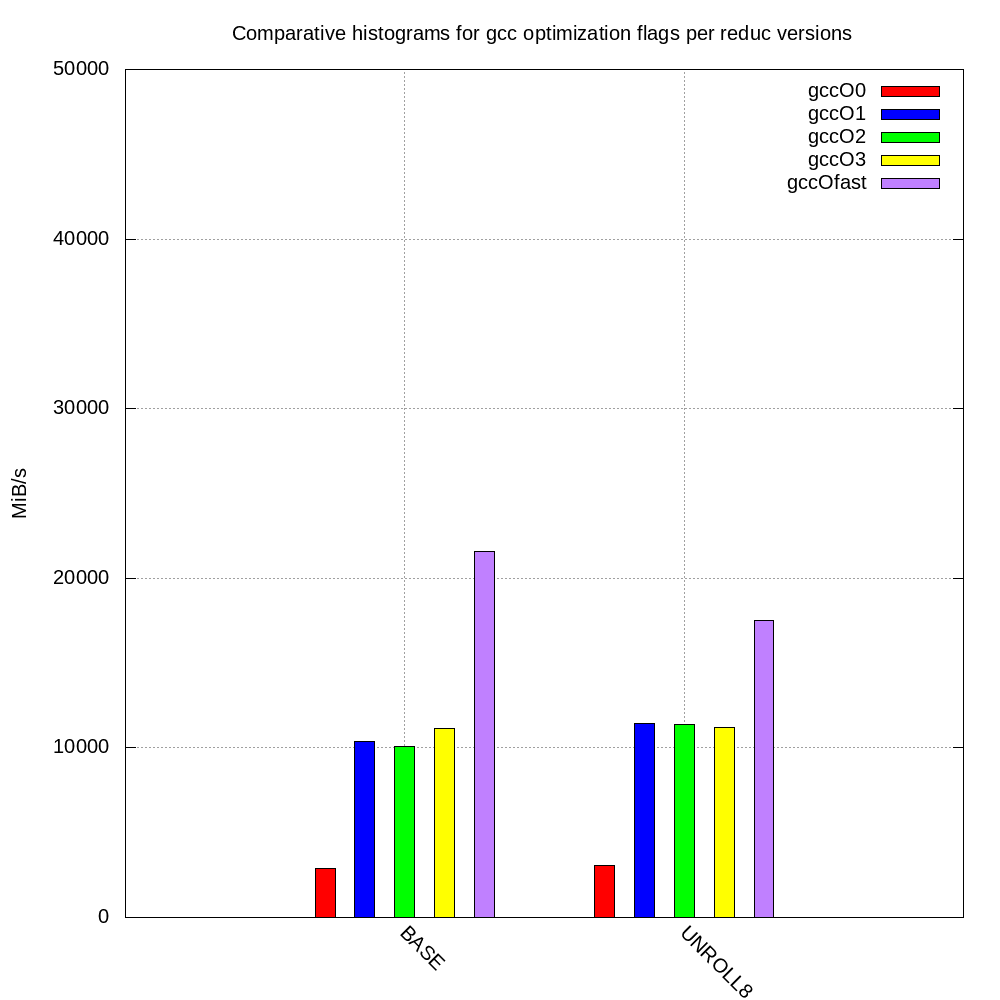 Comparative histograms for gcc optimization flags per reduc versions
50000
40000
30000
20000
10000
0
MiB/s
gccO0
gccO1
gccO2
gccO3
gccOfast
BASE
UNROLL8